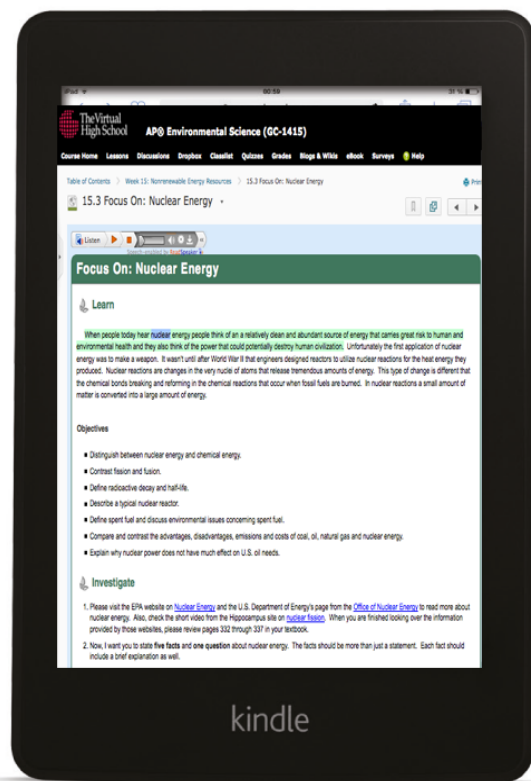 iPad
00:59
31 %
The Virtual
High School
AP® Environmental Science (GC-1415)
Course Home Lessons Discussions Dropbox Classlist Quizzes Grades Blogs & Wikis eBook Surveys Help
Table of Contents > Week 15: Nonrenewable Energy Resources > 15.3 Focus On: Nuclear Energy
Print
15.3 Focus On: Nuclear Energy
Listen
Speech-enabled by ReadSpeaker
Focus On: Nuclear Energy
Learn
When people today hear nuclear energy people think of an a relatively clean and abundant source of energy that carries great risk to human and
environmental health and they also think of the power that could potentially destroy human civilization. Unfortunately the first application of nuclear
energy was to make a weapon. It wasn't until after World War II that engineers designed reactors to utilize nuclear reactions for the heat energy they
produced. Nuclear reactions are changes in the very nuclei of atoms that release tremendous amounts of energy. This type of change is different that
the chemical bonds breaking and reforming in the chemical reactions that occur when fossil fuels are burned. In nuclear reactions a small amount of
matter is converted into a large amount of energy.
Objectives
Distinguish between nuclear energy and chemical energy.
Contrast fission and fusion.
Define radioactive decay and half-life.
Describe a typical nuclear reactor.
Define spent fuel and discuss environmental issues concerning spent fuel.
Compare and contrast the advantages, disadvantages, emissions and costs of coal, oil, natural gas and nuclear energy.
Explain why nuclear power does not have much effect on U.S. oil needs.
Investigate
1. Please visit the EPA website on Nuclear Energy and the U.S. Department of Energy's page from the Office of Nuclear Energy to read more about
nuclear energy. Also, check the short video from the Hippocampus site on nuclear fission. When you are finished looking over the information
provided by those websites, please review pages 332 through 337 in your textbook.
2. Now, I want you to state five facts and one question about nuclear energy. The facts should be more than just a statement. Each fact should
include a brief explanation as well.
kindle